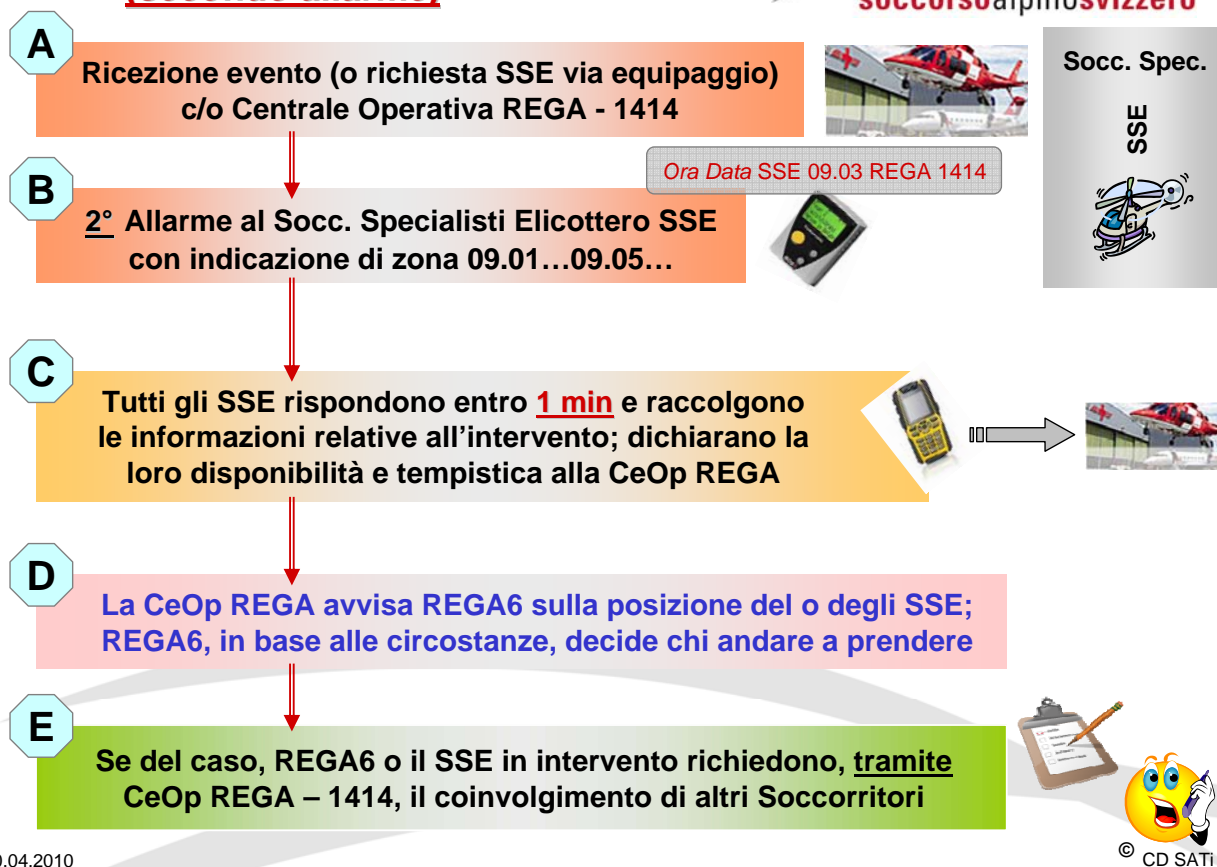 (secondo allarme)
soccorsoalpinosvizzero
A
Ricezione evento (o richiesta SSE via equipaggio)
c/o Centrale Operativa REGA - 1414
Socc. Spec.
SSE
Ora Data SSE 09.03 REGA 1414
B
2° Allarme al Socc. Specialisti Elicottero SSE
con indicazione di zona 09.01…09.05…
C
Tutti gli SSE rispondono entro 1 min e raccolgono
le informazioni relative all’intervento; dichiarano la
loro disponibilità e tempistica alla CeOp REGA
D
La CeOp REGA avvisa REGA6 sulla posizione del o degli SSE;
REGA6, in base alle circostanze, decide chi andare a prendere
E
Se del caso, REGA6 o il SSE in intervento richiedono, tramite
CeOp REGA – 1414, il coinvolgimento di altri Soccorritori
0.04.2010
© CD SATi